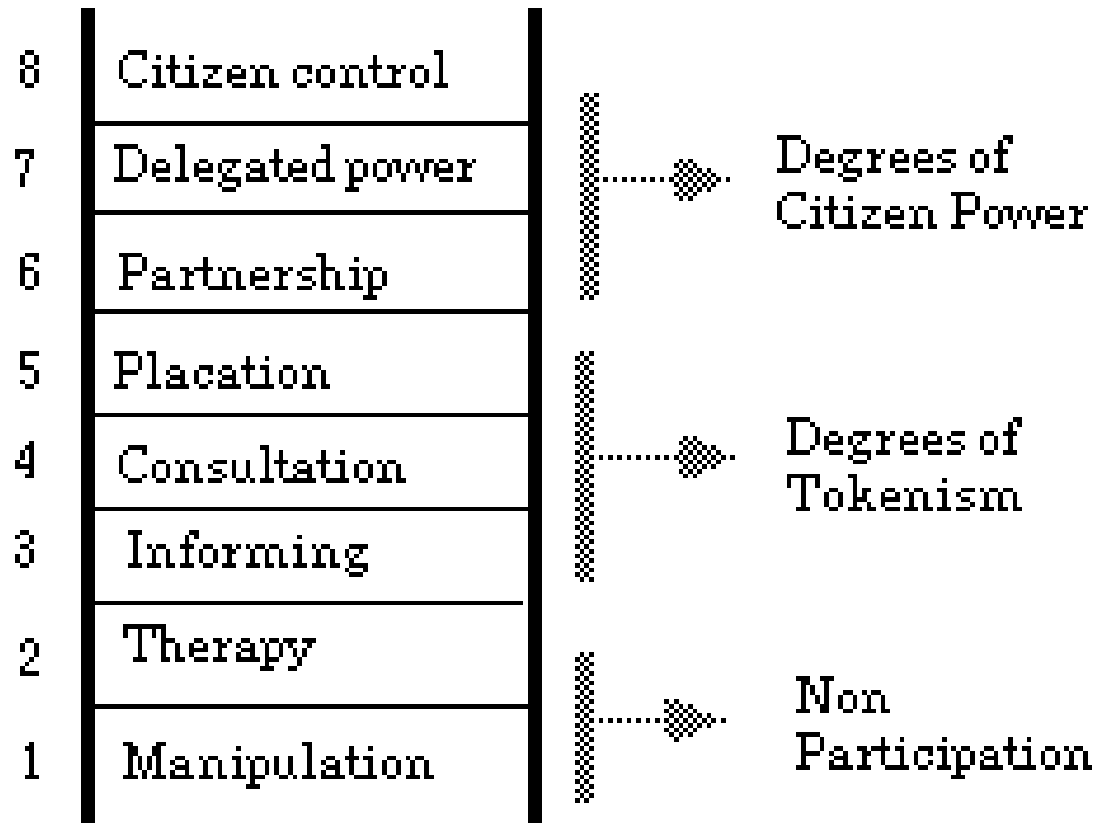 8 Citizen control
7 Delegated power
6 Partnership
5 Placation
4 Consultation
3 Informing
2 Therapy
1 Manipulation
Degrees of
Citizen Power
Degrees of
Tokenism
Non
Participation